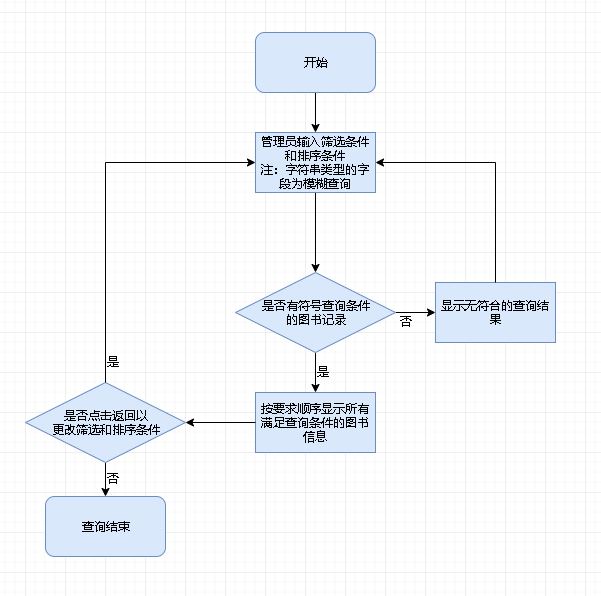 开始
管理员输入筛选条件
和排序条件
注：字符串类型的字
段为模糊查询
是否有符号查询条件
的图书记录
否
显示无符合的查询结
果
是
按要求顺序显示所有
满足查询条件的图书
信息
是
是否点击返回以
更改筛选和排序条件
否
查询结束